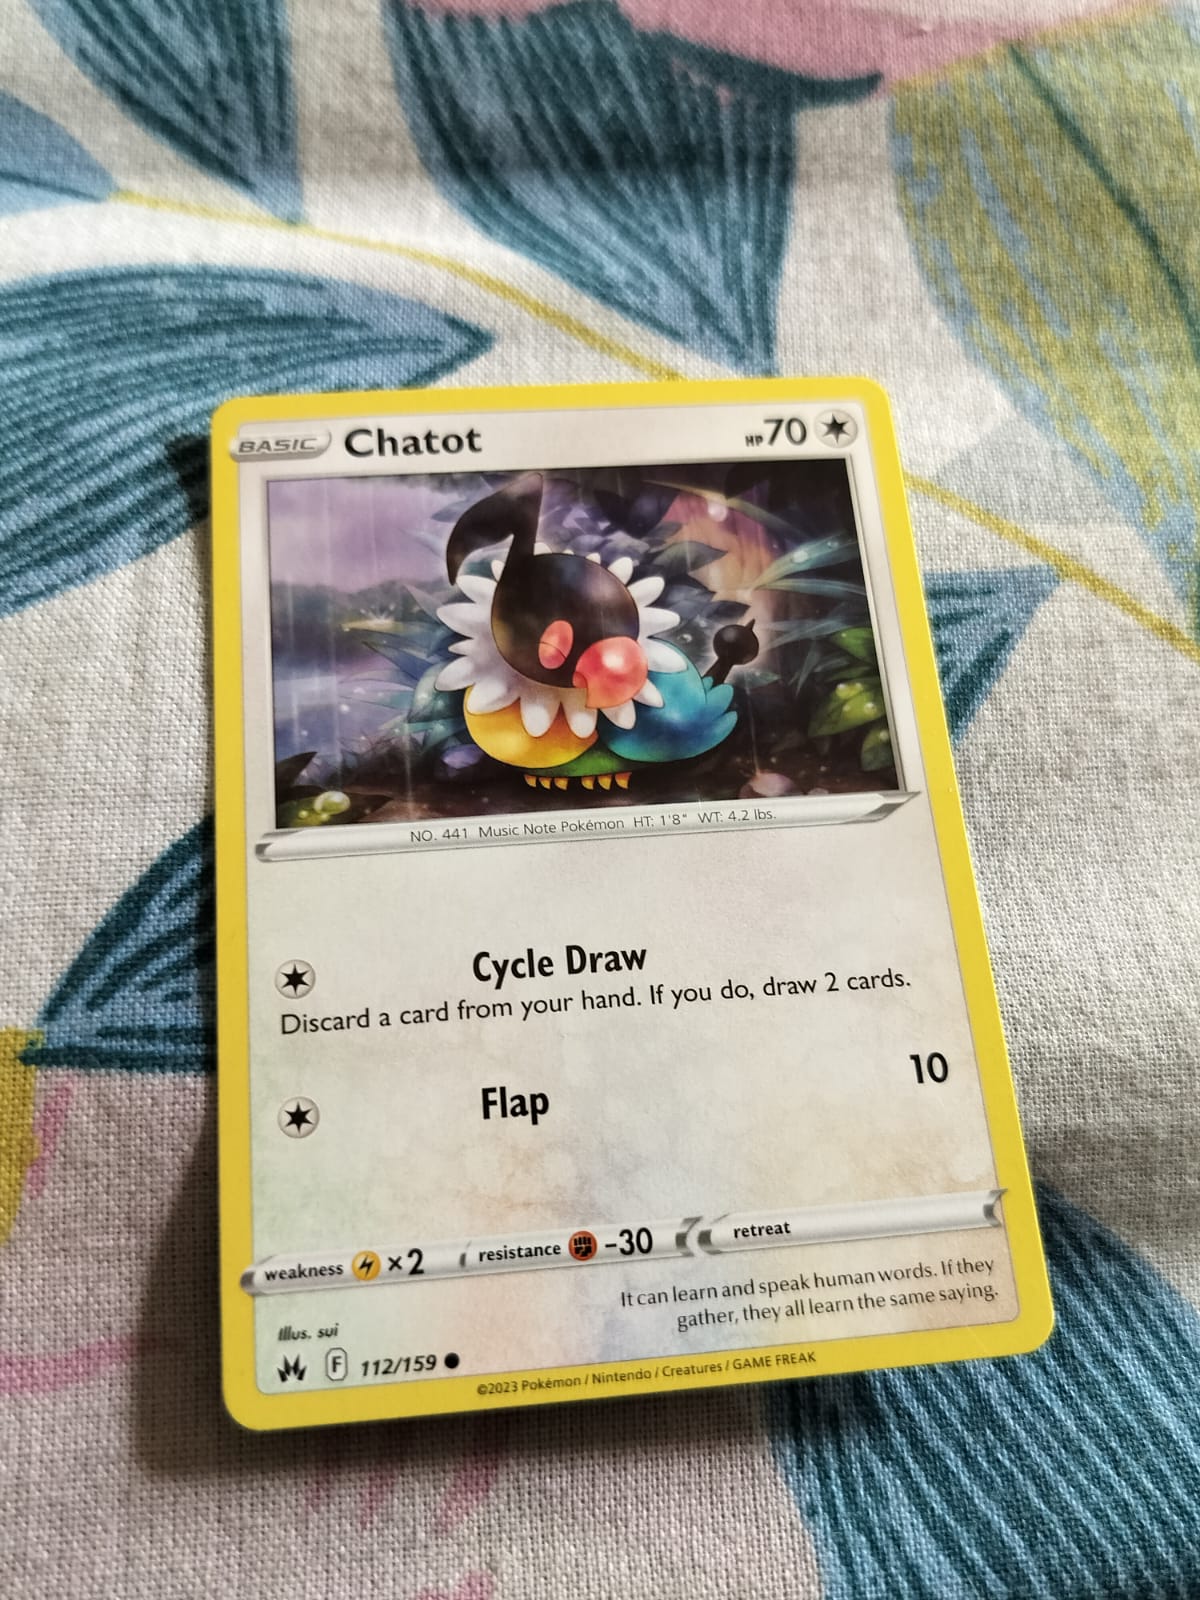 BASIC Chatot HP 70
NO. 441 Music Note Pokémon HT: 1'8" WT: 4.2 lbs.
Cycle Draw
Discard a card from your hand. If you do, draw 2 cards.
Flap 10
weakness ×2 resistance -30 retreat
It can learn and speak human words. If they
gather, they all learn the same saying.
Illus. sui
F 112/159
©2023 Pokémon / Nintendo / Creatures / GAME FREAK